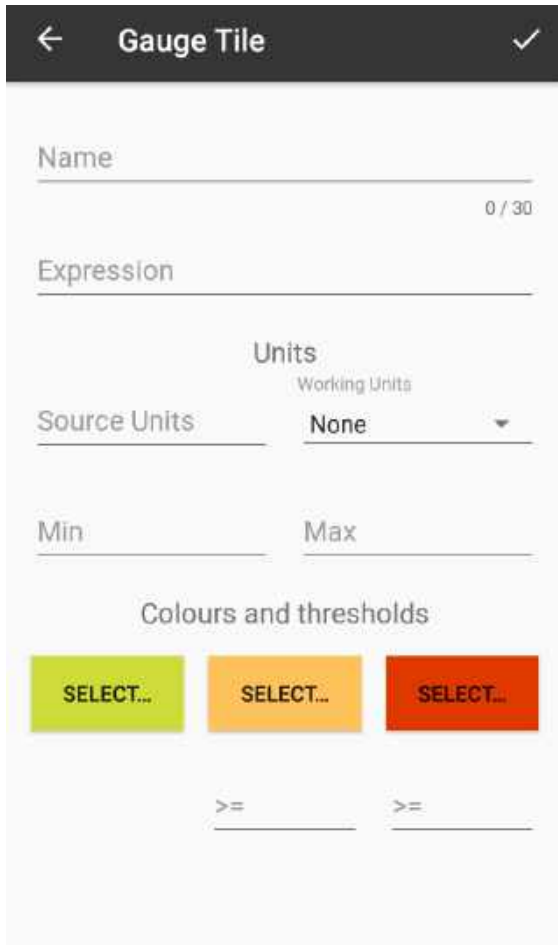 Gauge Tile
Name
0 / 30
Expression
Units
Working Units
Source Units
None
Min Max
Colours and thresholds
SELECT... SELECT... SELECT...
>= >=